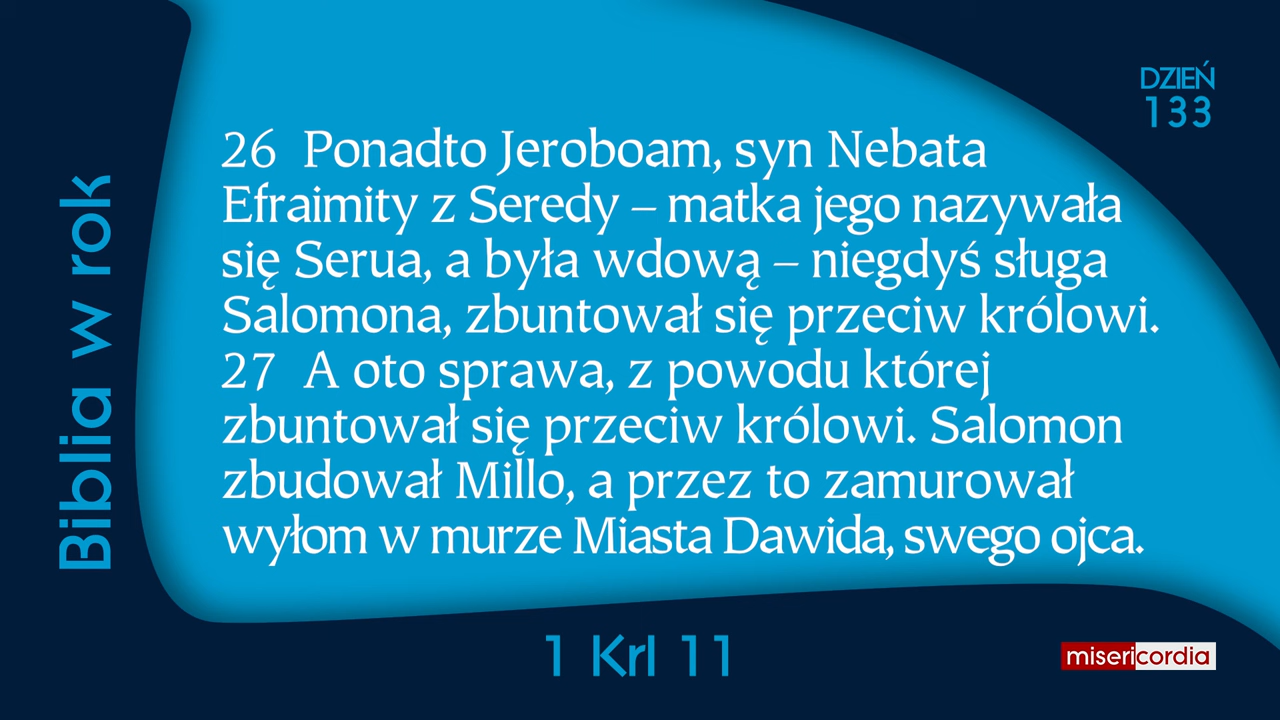 DZIEŃ
133
26 Ponadto Jeroboam, syn Nebata
Efraimity z Seredy – matka jego nazywała
się Serua, a była wdową – niegdyś sługa
Salomona, zbuntował się przeciw królowi.
27 A oto sprawa, z powodu której
zbuntował się przeciw królowi. Salomon
zbudował Millo, a przez to zamurował
wyłom w murze Miasta Dawida, swego ojca.
Biblia w rok
1 Krl 11
misericordia